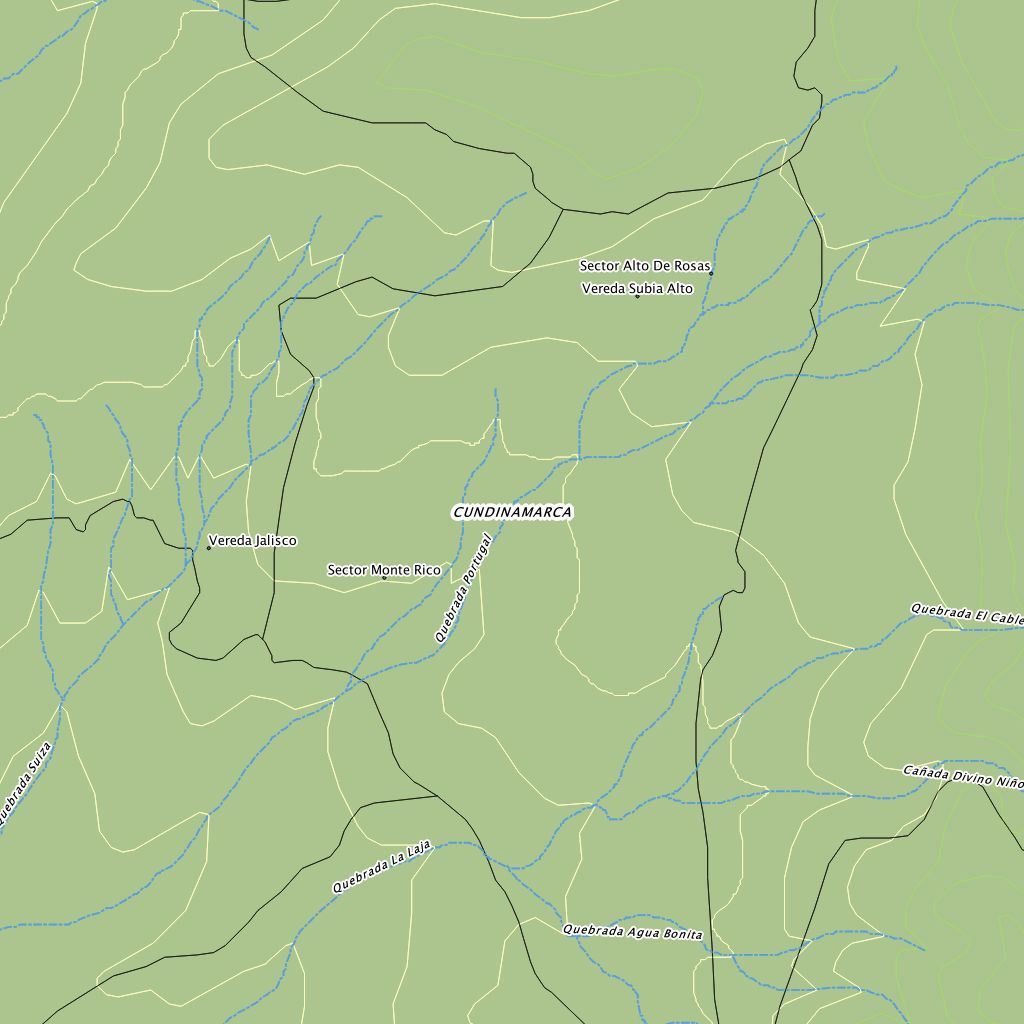 Sector Alto De Rosas
Vereda Subia Alto
CUNDINAMARCA
Vereda Jalisco
Sector Monte Rico
Quebrada Portugal
Quebrada El Cable
Quebrada Suiza
Cañada Divino Niño
Quebrada La Laja
Quebrada Agua Bonita